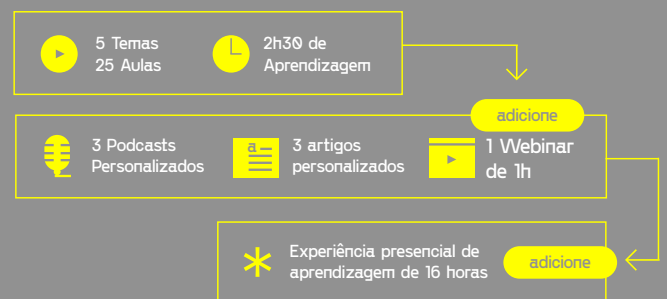 5 Temas
25 Aulas
2h30 de
Aprendizagem
adicione
3 Podcasts
Personalizados
a
3 artigos
personalizados
1 Webinar
de 1h
Experiência presencial de
aprendizagem de 16 horas
adicione